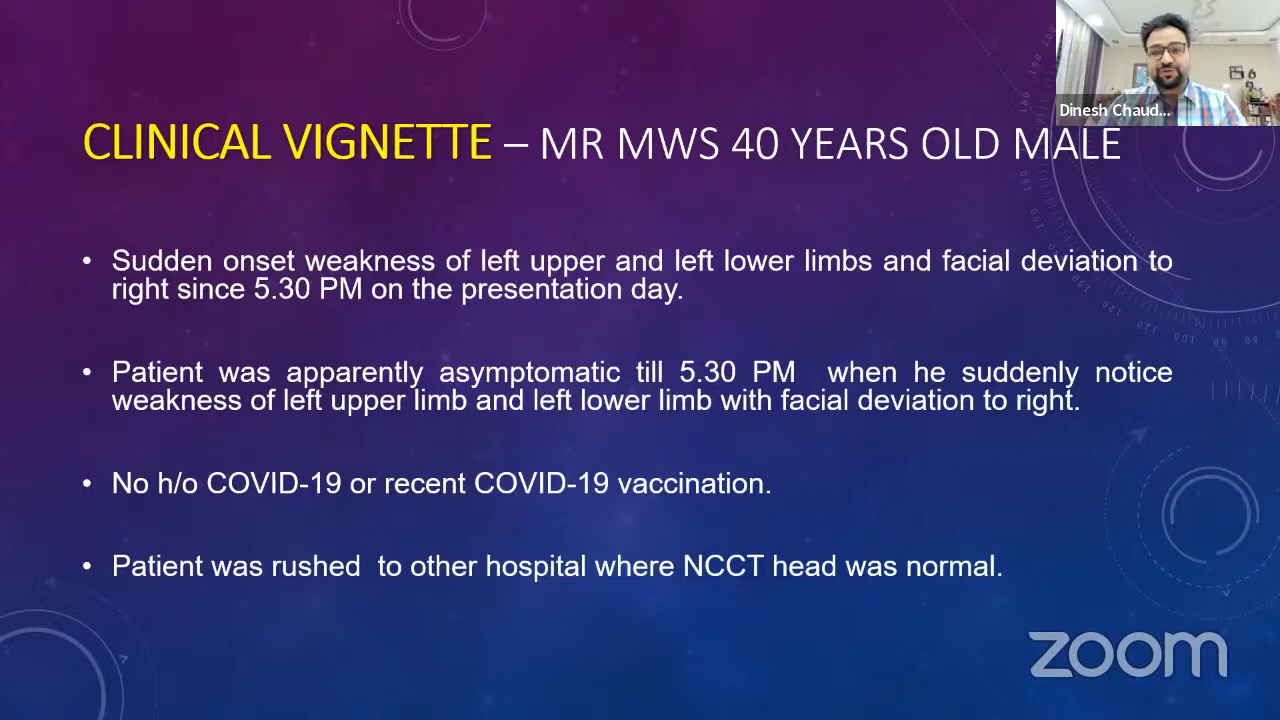 Dinesh Chaud...
CLINICAL VIGNETTE – MR MWS 40 YEARS OLD MALE
• Sudden onset weakness of left upper and left lower limbs and facial deviation to
right since 5.30 PM on the presentation day.
• Patient was apparently asymptomatic till 5.30 PM when he suddenly notice
weakness of left upper limb and left lower limb with facial deviation to right.
• No h/o COVID-19 or recent COVID-19 vaccination.
• Patient was rushed to other hospital where NCCT head was normal.
zoom